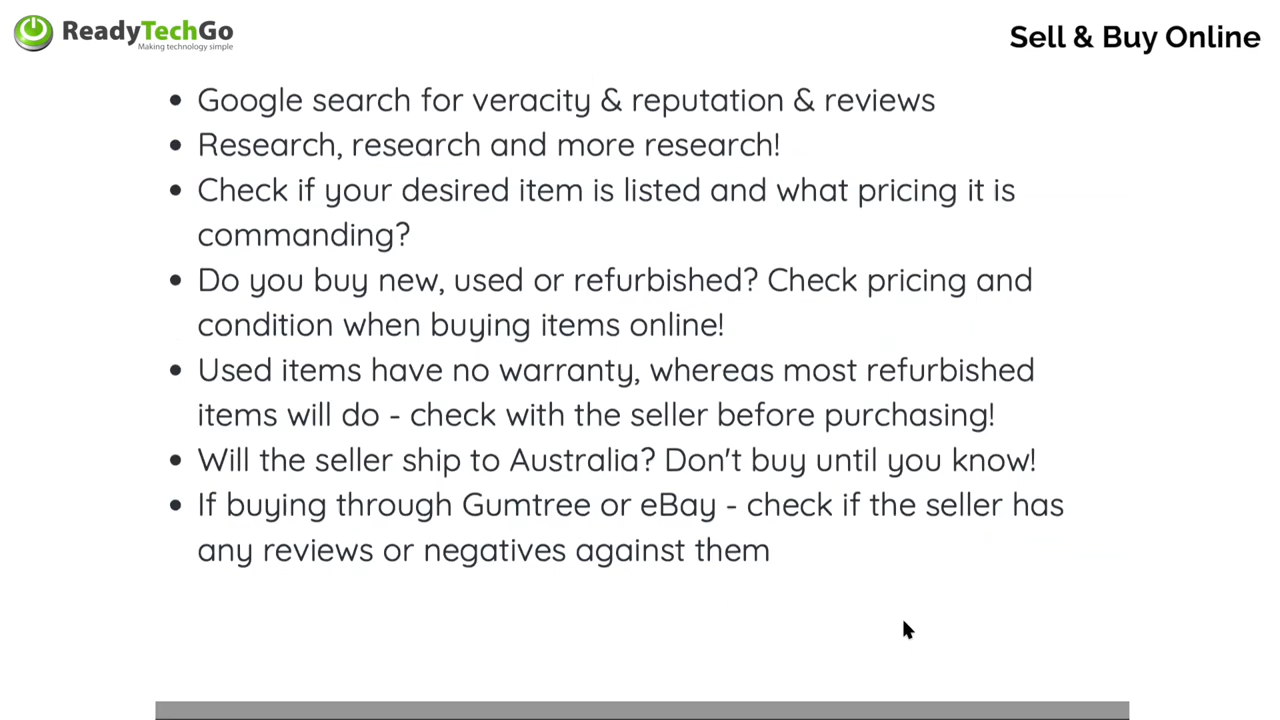 ReadyTechGo
Making technology simple
Sell & Buy Online
• Google search for veracity & reputation & reviews
• Research, research and more research!
• Check if your desired item is listed and what pricing it is
commanding?
• Do you buy new, used or refurbished? Check pricing and
condition when buying items online!
• Used items have no warranty, whereas most refurbished
items will do - check with the seller before purchasing!
• Will the seller ship to Australia? Don't buy until you know!
• If buying through Gumtree or eBay - check if the seller has
any reviews or negatives against them